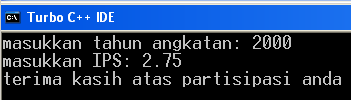 Turbo C++ IDE
masukkan tahun angkatan: 2000
masukkan IPS: 2.75
terima kasih atas partisipasi anda